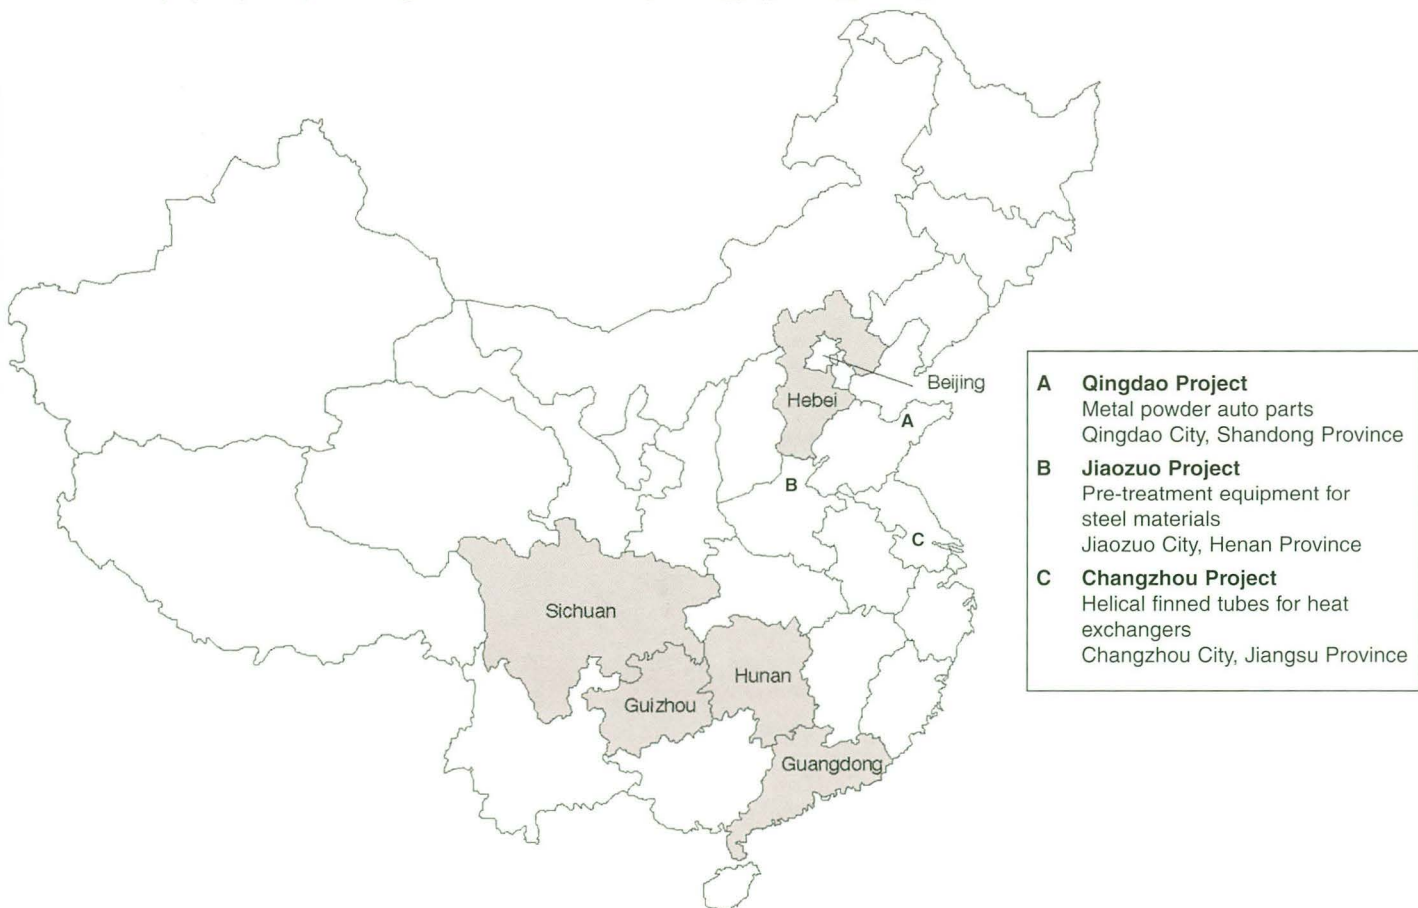 Beijing
Hebei
A
B
C
Sichuan
Hunan
Guizhou
Guangdong
A Qingdao Project
Metal powder auto parts
Qingdao City, Shandong Province
B Jiaozuo Project
Pre-treatment equipment for
steel materials
Jiaozuo City, Henan Province
C Changzhou Project
Helical finned tubes for heat
exchangers
Changzhou City, Jiangsu Province